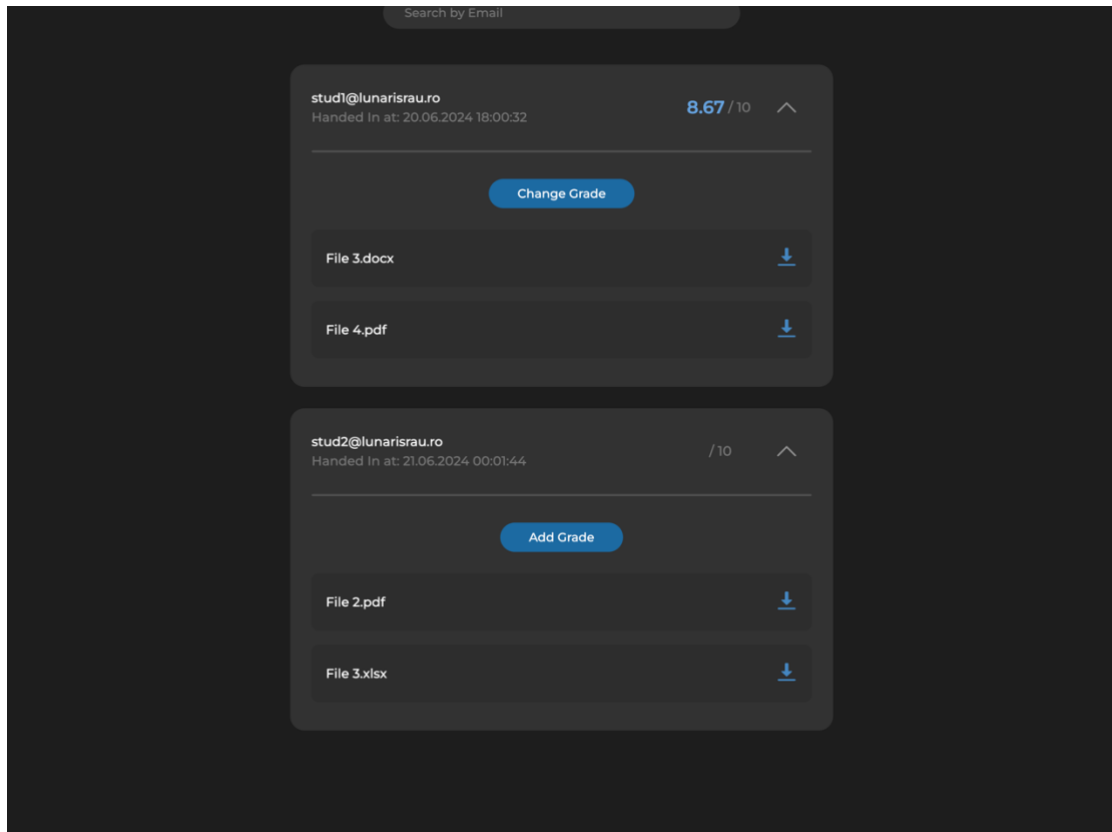 Search by Email
stud1@lunarisrau.ro
Handed In at: 20.06.2024 18:00:32
8.67 / 10
Change Grade
File 3.docx
File 4.pdf
stud2@lunarisrau.ro
Handed In at: 21.06.2024 00:01:44
/ 10
Add Grade
File 2.pdf
File 3.xlsx